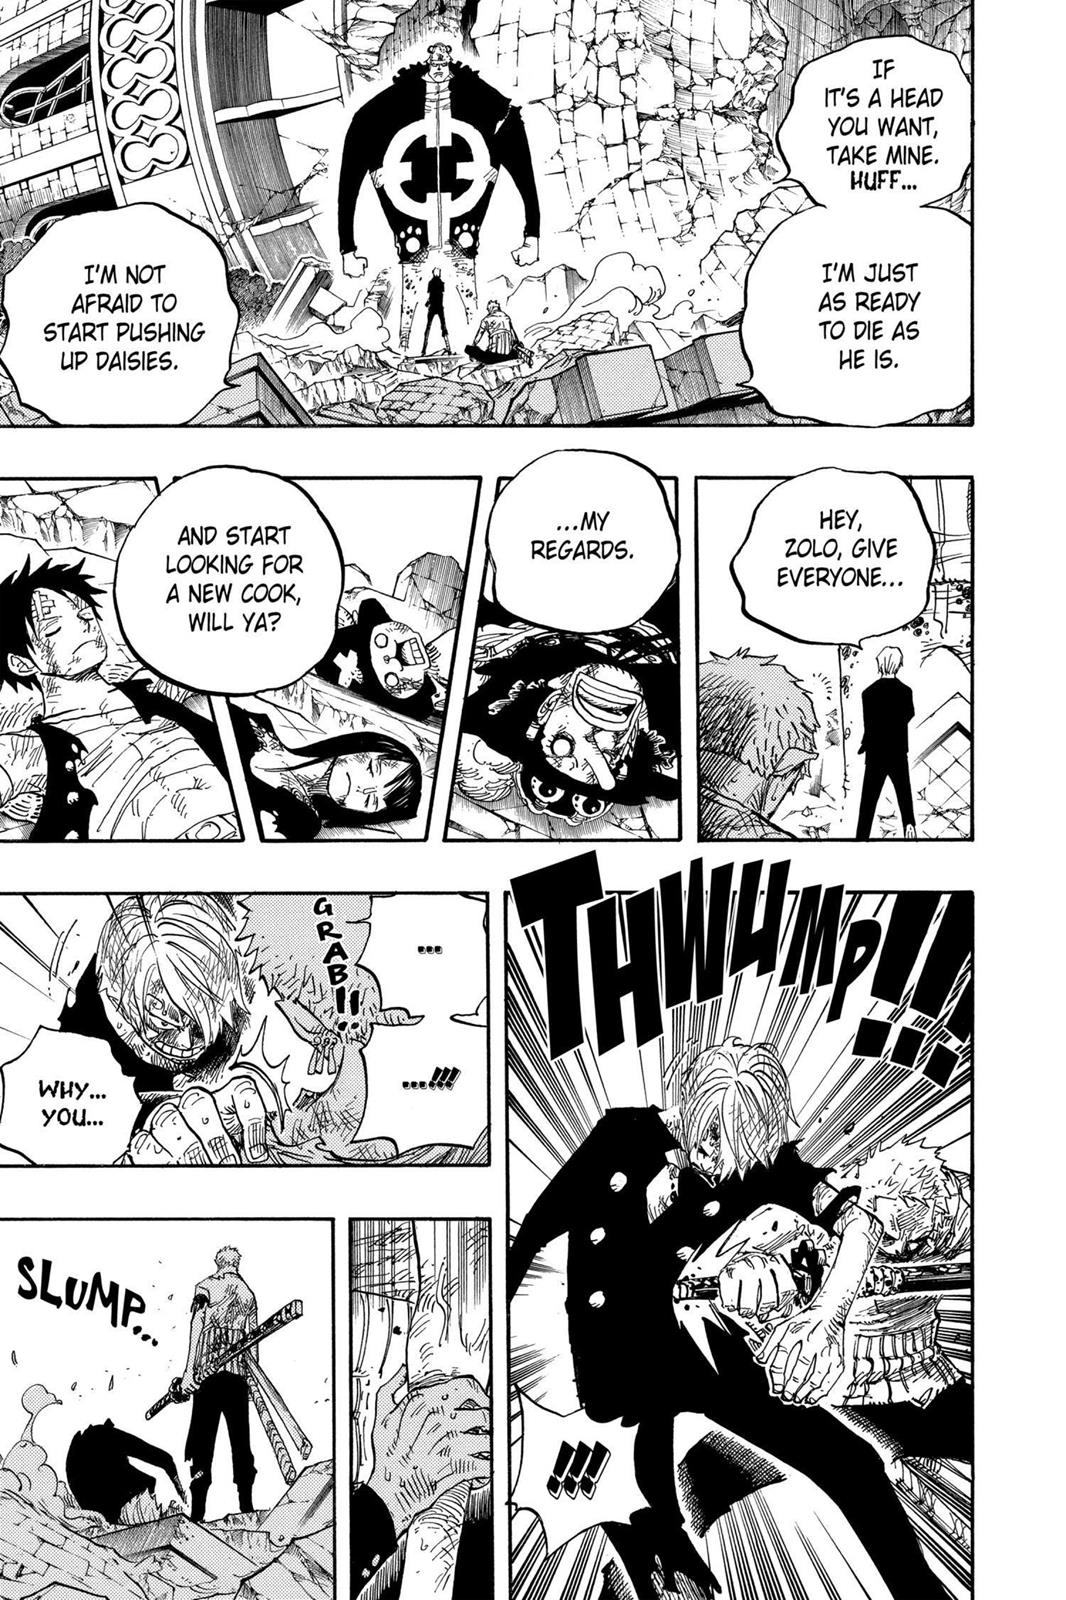 IF
IT'S A HEAD
YOU WANT,
TAKE MINE.
HUFF...
I'M JUST
AS READY
TO DIE AS
HE IS.
I'M NOT
AFRAID TO
START PUSHING
UP DAISIES.
HEY,
ZOLO, GIVE
EVERYONE...
...MY
REGARDS.
AND START
LOOKING FOR
A NEW COOK,
WILL YA?
THWUMP!!!
!!!
...
...!!!
GRAB!!
WHY...
YOU...
SLUMP...